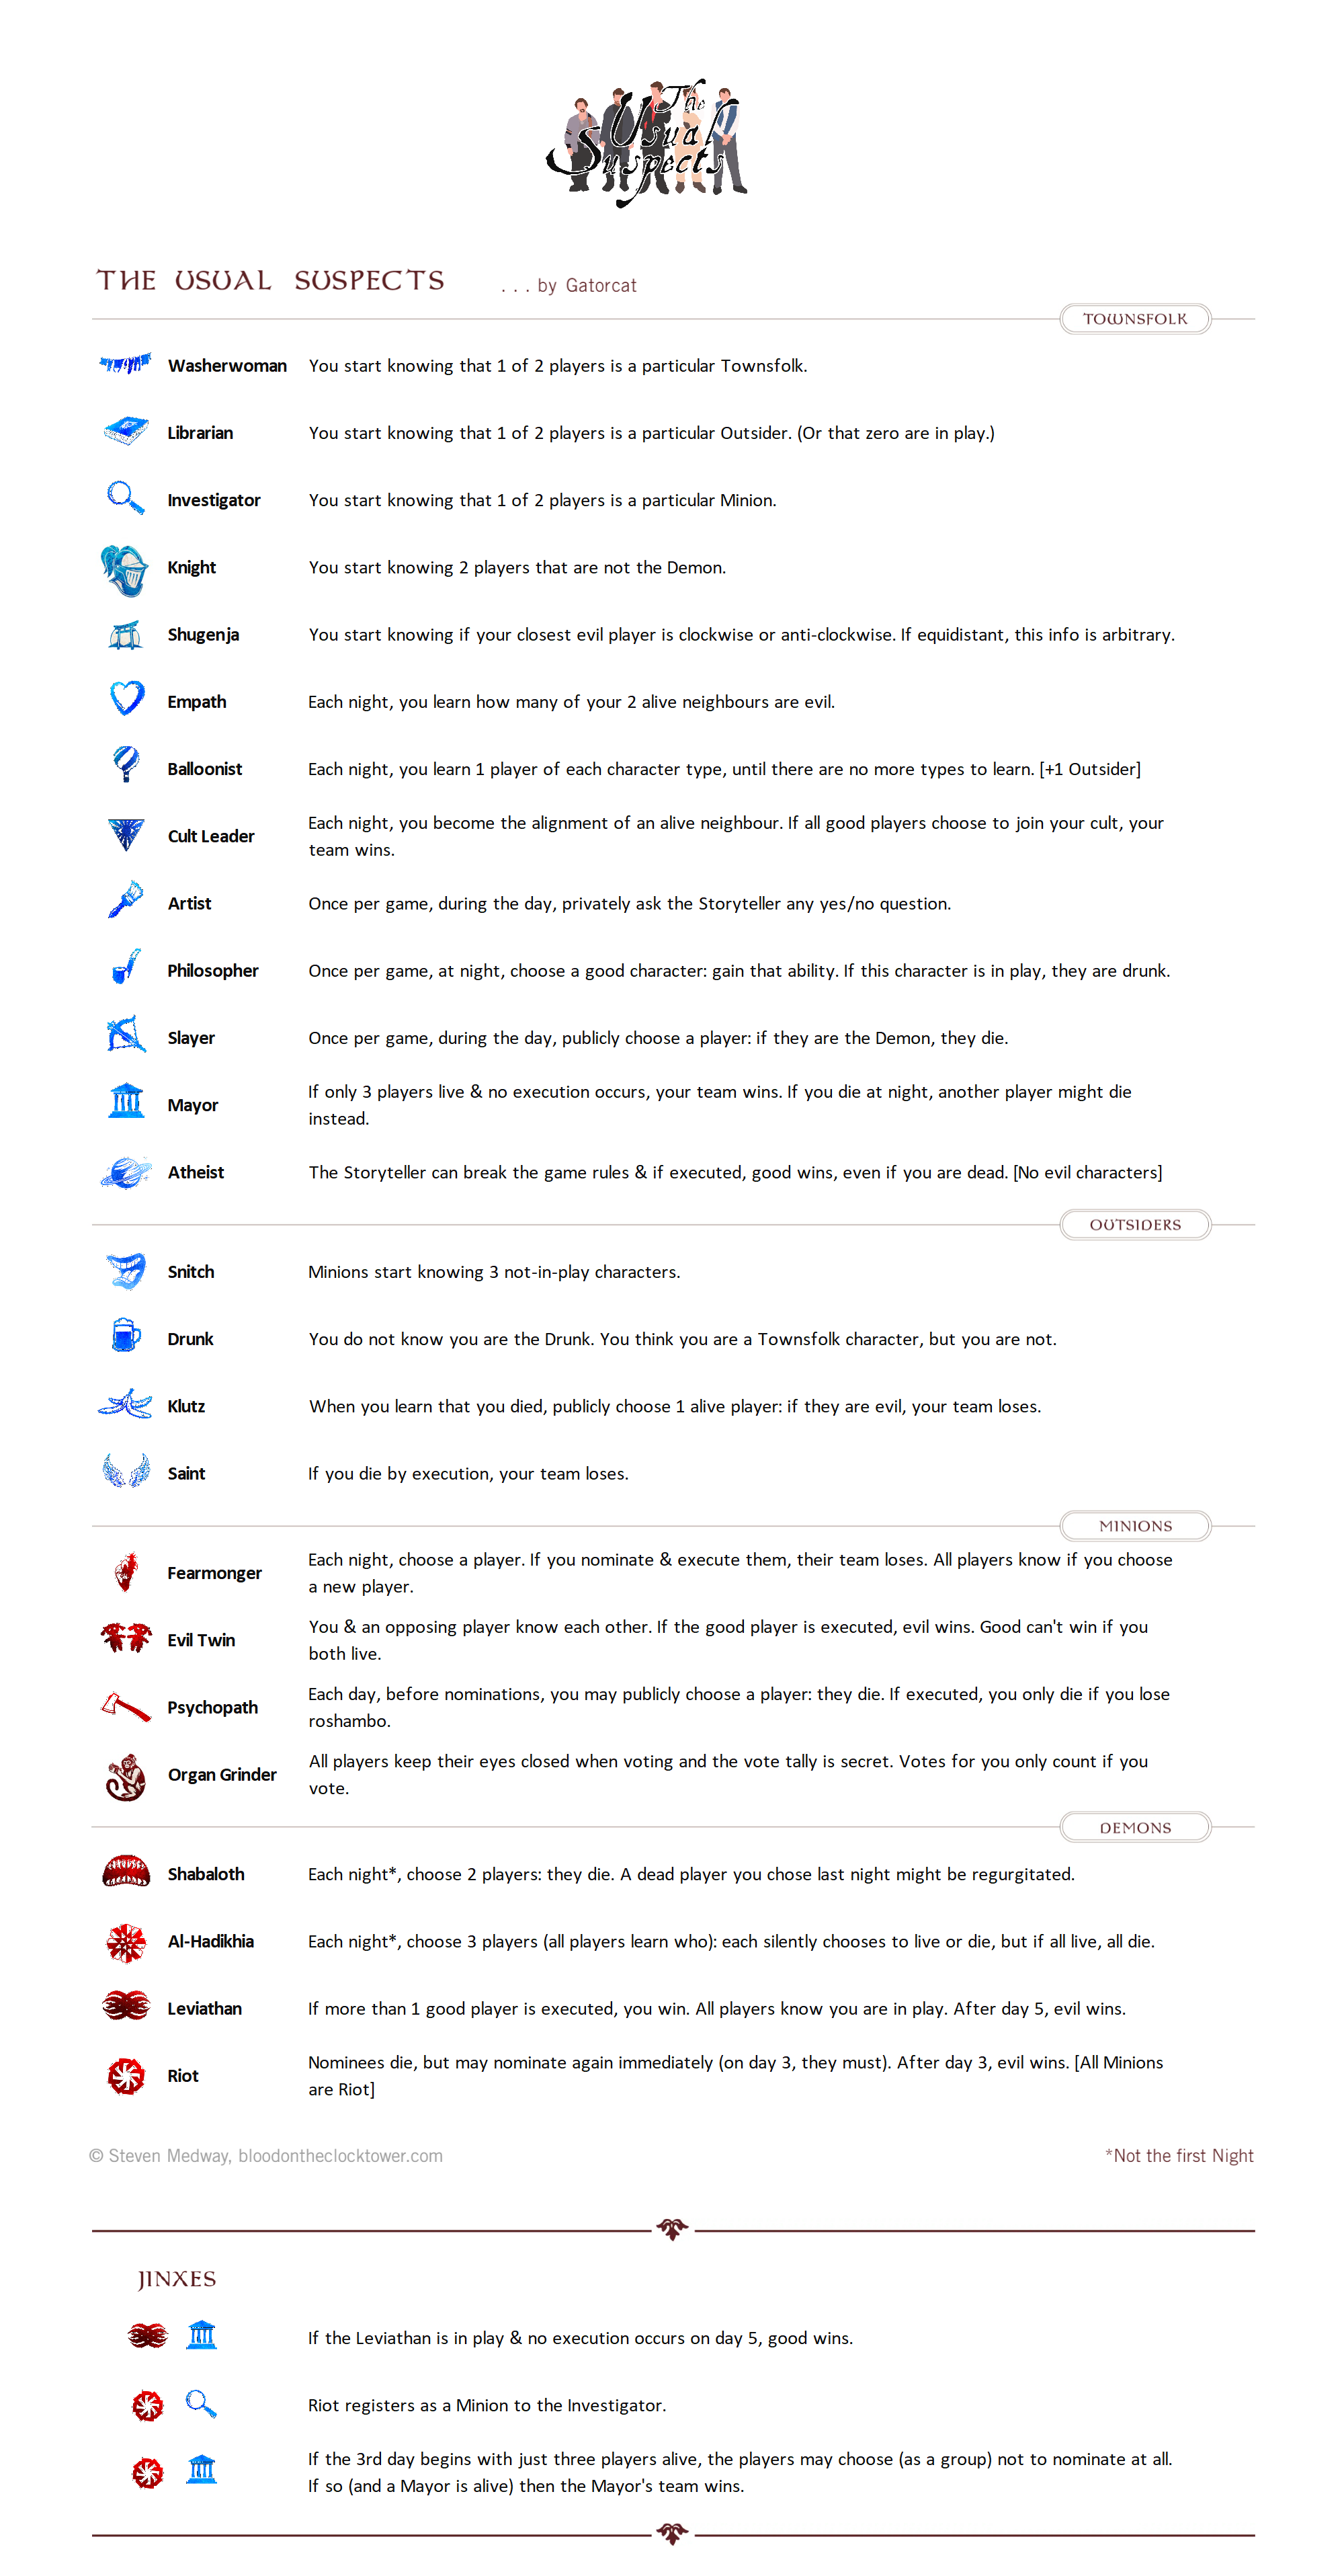 The
Usual
Suspects
THE USUAL SUSPECTS . . . by Gatorcat
TOWNSFOLK
Washerwoman You start knowing that 1 of 2 players is a particular Townsfolk.
Librarian You start knowing that 1 of 2 players is a particular Outsider. (Or that zero are in play.)
Investigator You start knowing that 1 of 2 players is a particular Minion.
Knight You start knowing 2 players that are not the Demon.
Shugenja You start knowing if your closest evil player is clockwise or anti-clockwise. If equidistant, this info is arbitrary.
Empath Each night, you learn how many of your 2 alive neighbours are evil.
Balloonist Each night, you learn 1 player of each character type, until there are no more types to learn. [+1 Outsider]
Cult Leader Each night, you become the alignment of an alive neighbour. If all good players choose to join your cult, your
team wins.
Artist Once per game, during the day, privately ask the Storyteller any yes/no question.
Philosopher Once per game, at night, choose a good character: gain that ability. If this character is in play, they are drunk.
Slayer Once per game, during the day, publicly choose a player: if they are the Demon, they die.
Mayor If only 3 players live & no execution occurs, your team wins. If you die at night, another player might die
instead.
Atheist The Storyteller can break the game rules & if executed, good wins, even if you are dead. [No evil characters]
OUTSIDERS
Snitch Minions start knowing 3 not-in-play characters.
Drunk You do not know you are the Drunk. You think you are a Townsfolk character, but you are not.
Klutz When you learn that you died, publicly choose 1 alive player: if they are evil, your team loses.
Saint If you die by execution, your team loses.
MINIONS
Fearmonger Each night, choose a player. If you nominate & execute them, their team loses. All players know if you choose
a new player.
Evil Twin You & an opposing player know each other. If the good player is executed, evil wins. Good can't win if you
both live.
Psychopath Each day, before nominations, you may publicly choose a player: they die. If executed, you only die if you lose
roshambo.
Organ Grinder All players keep their eyes closed when voting and the vote tally is secret. Votes for you only count if you
vote.
DEMONS
Shabaloth Each night*, choose 2 players: they die. A dead player you chose last night might be regurgitated.
Al-Hadikhia Each night*, choose 3 players (all players learn who): each silently chooses to live or die, but if all live, all die.
Leviathan If more than 1 good player is executed, you win. All players know you are in play. After day 5, evil wins.
Riot Nominees die, but may nominate again immediately (on day 3, they must). After day 3, evil wins. [All Minions
are Riot]
© Steven Medway, bloodontheclocktower.com *Not the first Night
JINXES
If the Leviathan is in play & no execution occurs on day 5, good wins.
Riot registers as a Minion to the Investigator.
If the 3rd day begins with just three players alive, the players may choose (as a group) not to nominate at all.
If so (and a Mayor is alive) then the Mayor's team wins.